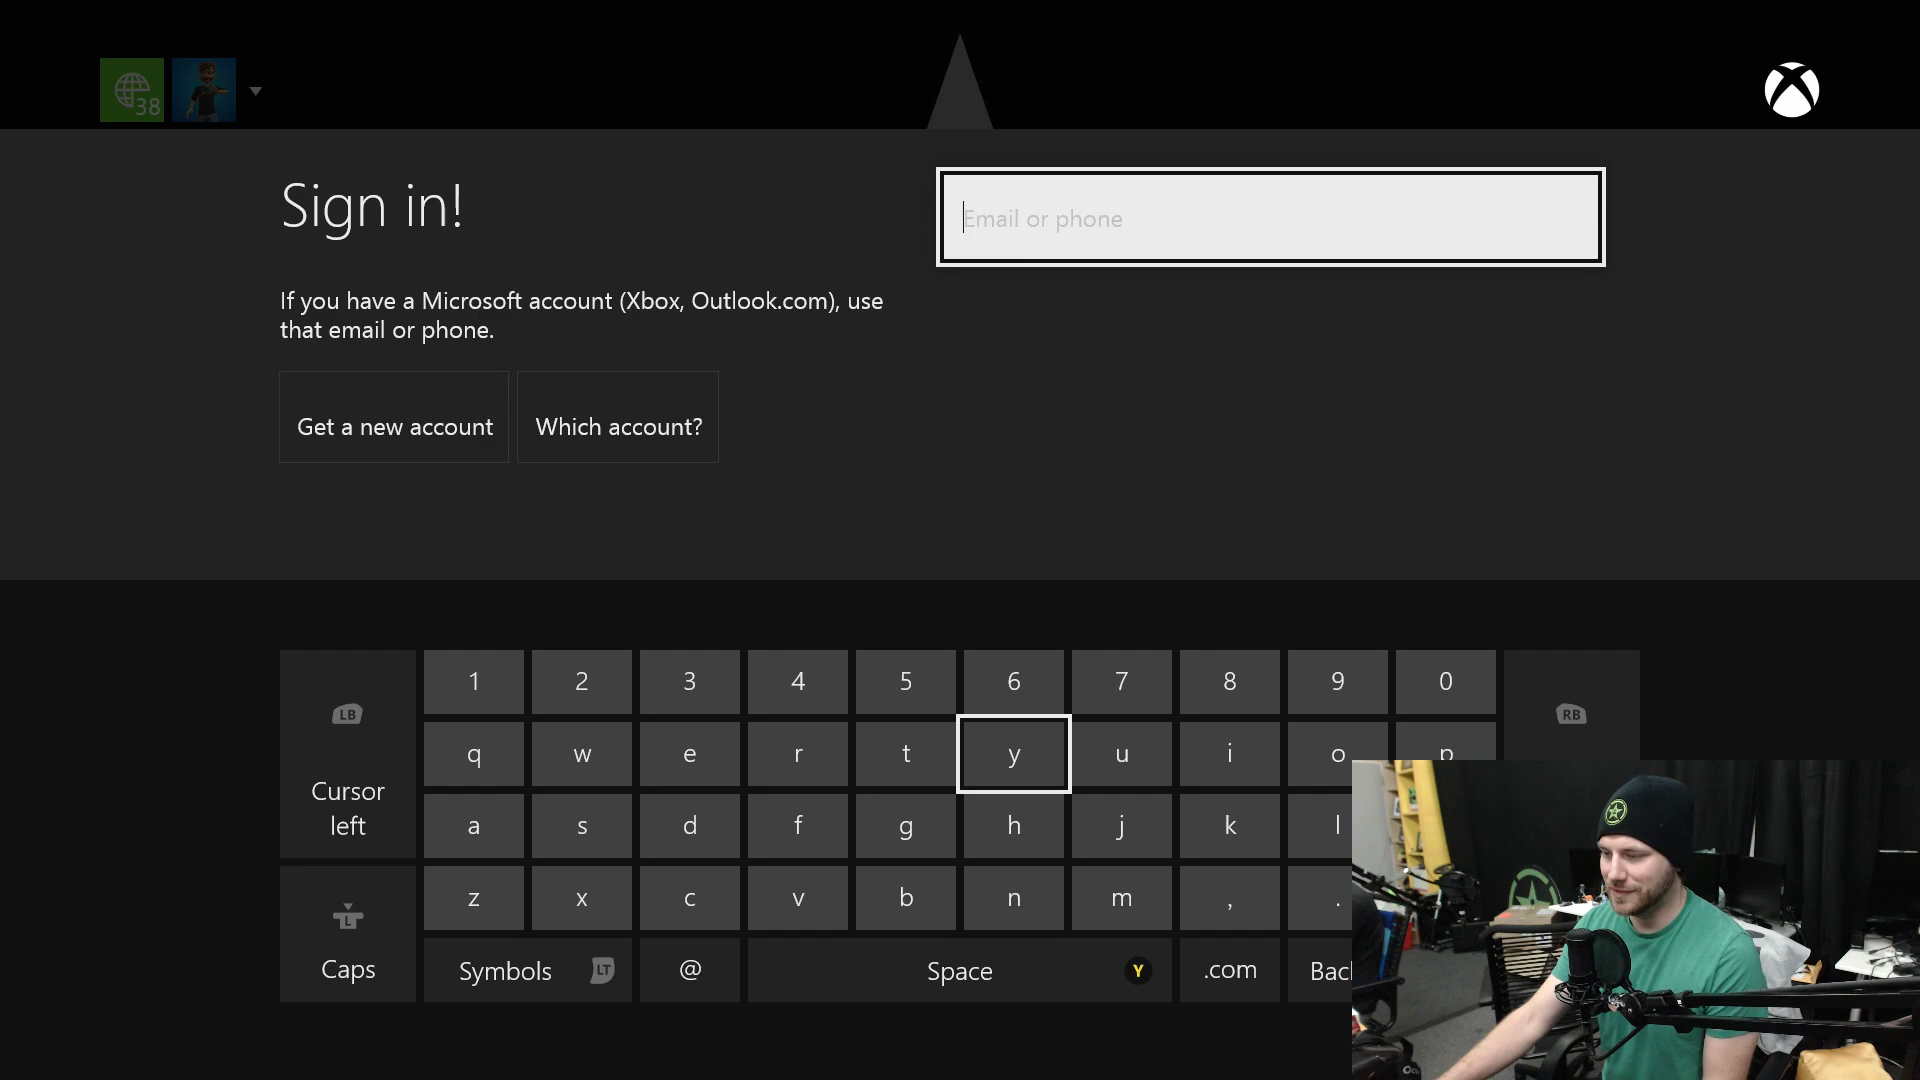 38
Sign in!
Email or phone
If you have a Microsoft account (Xbox, Outlook.com), use
that email or phone.
Get a new account
Which account?
1 2 3 4 5 6 7 8 9 0
LB
RB
q w e r t y u i o p
Cursor
left
a s d f g h j k l
z x c v b n m , .
L
Caps
Symbols LT @ Space Y .com Bac